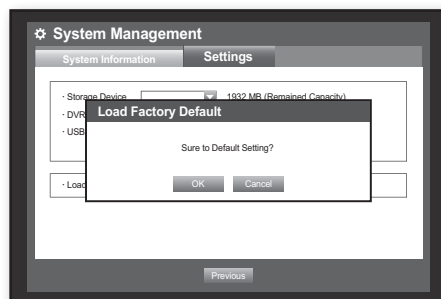 System Management
System Information Settings
· Storage Device 1932 MB (Remained Capacity)
· DVR
· USB
Load Factory Default
Sure to Default Setting?
OK Cancel
· Load
Previous